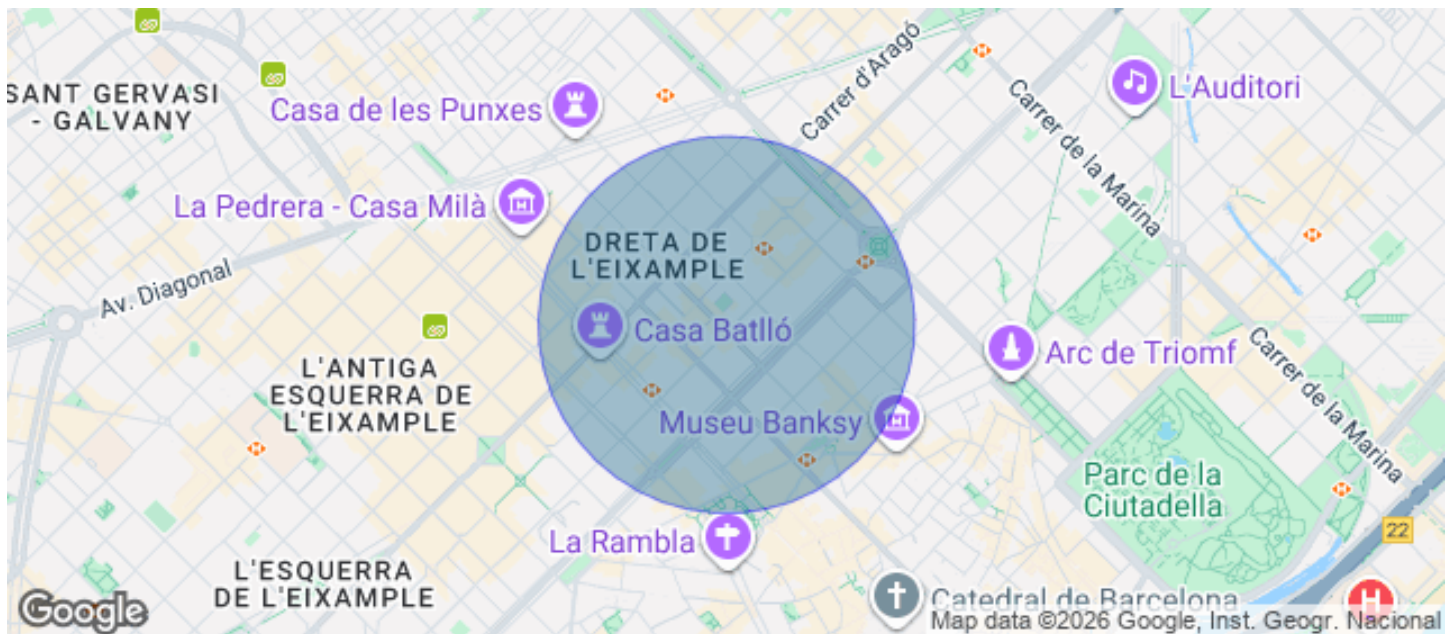 SANT GERVASI
- GALVANY
Casa de les Punxes
Carrer d'Aragó
L'Auditori
Carrer de la Marina
La Pedrera - Casa Milà
DRETA DE
L'EIXAMPLE
Av. Diagonal
Casa Batlló
Arc de Triomf
Carrer de la Marina
L'ANTIGA
ESQUERRA DE
L'EIXAMPLE
Museu Banksy
Parc de la
Ciutadella
22
La Rambla
L'ESQUERRA
DE L'EIXAMPLE
Catedral de Barcelona
H
Google
Map data ©2026 Google, Inst. Geogr. Nacional